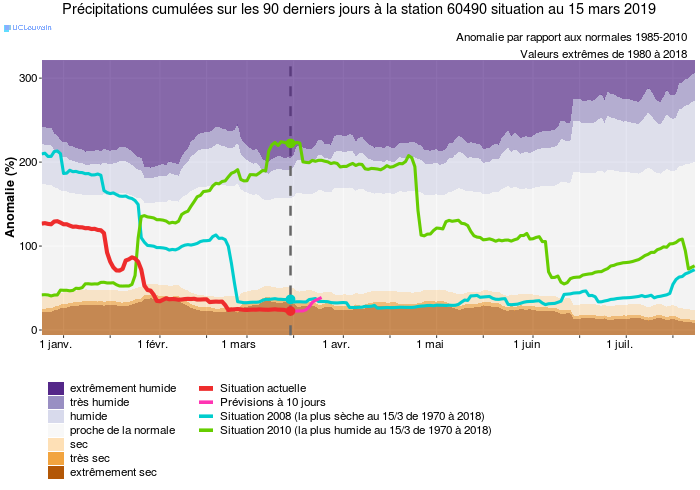 Précipitations cumulées sur les 90 derniers jours à la station 60490 situation au 15 mars 2019
UCLouvain
Anomalie par rapport aux normales 1985-2010
Valeurs extrêmes de 1980 à 2018
Anomalie (%)
300
200
100
0
1 janv. 1 févr. 1 mars 1 avr. 1 mai 1 juin 1 juil.
extrêmement humide
très humide
humide
proche de la normale
sec
très sec
extrêmement sec
Situation actuelle
Prévisions à 10 jours
Situation 2008 (la plus sèche au 15/3 de 1970 à 2018)
Situation 2010 (la plus humide au 15/3 de 1970 à 2018)